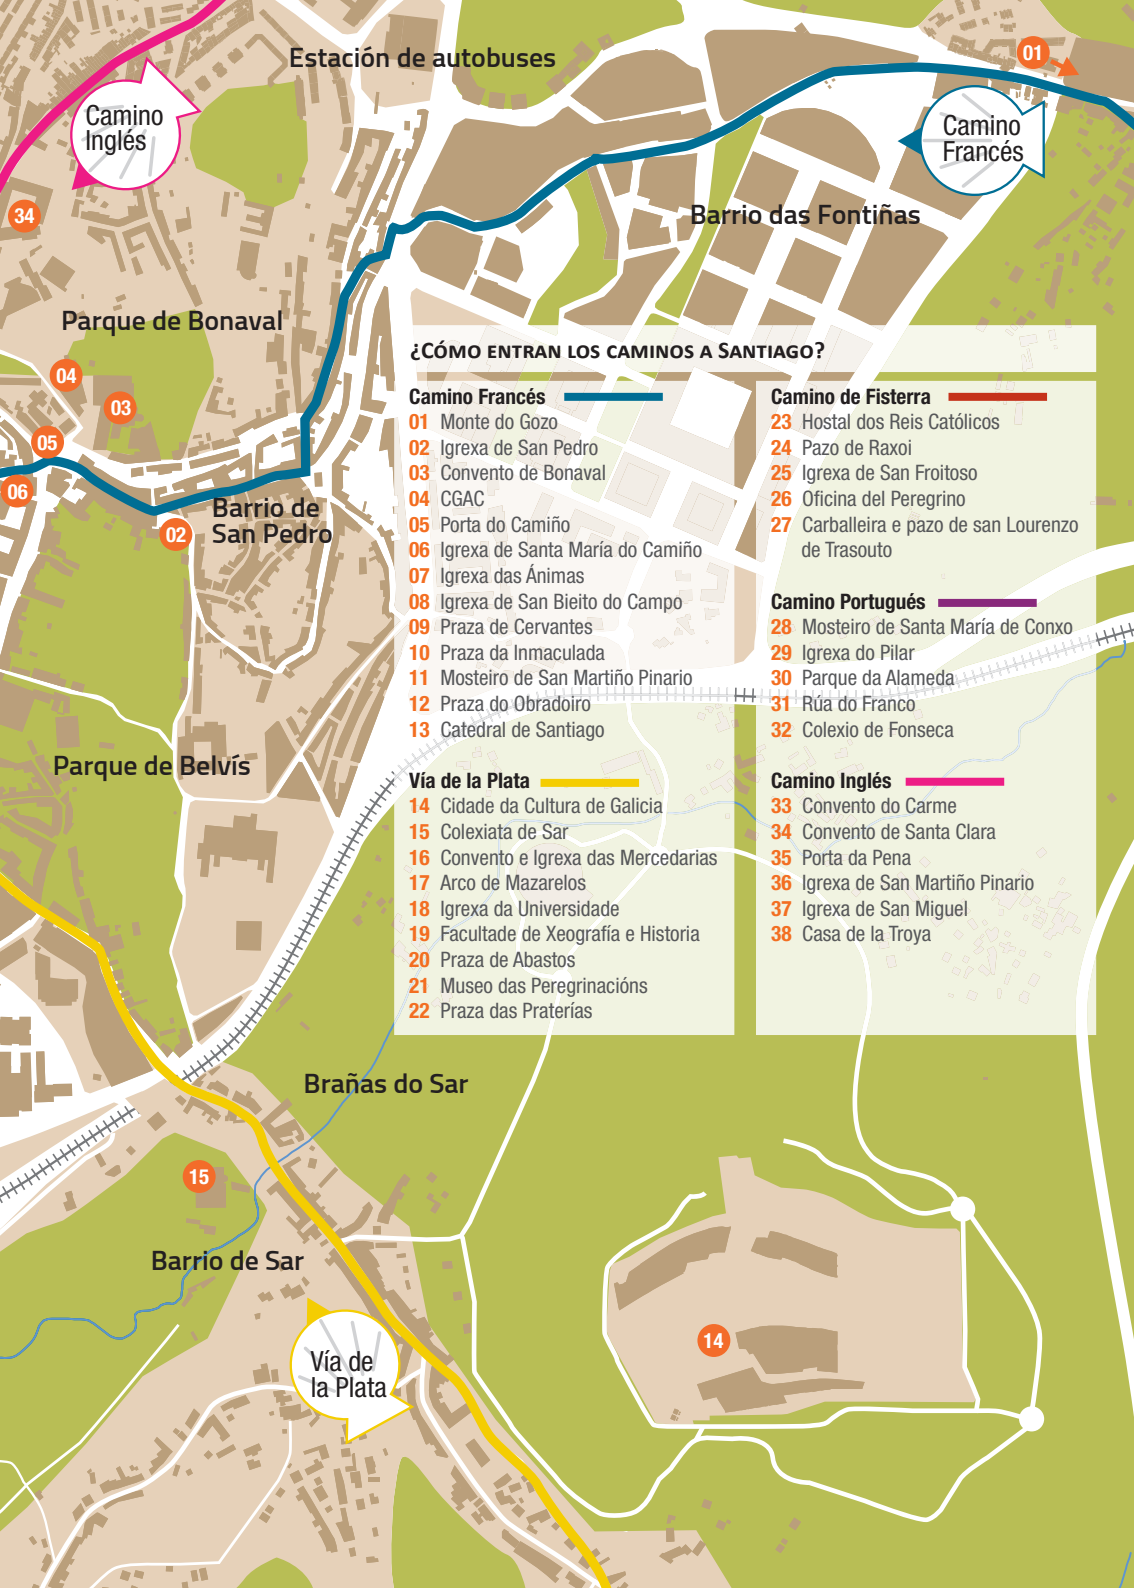 Estación de autobuses
01
Camino
Inglés
Camino
Francés
34
Barrio das Fontiñas
Parque de Bonaval
04
03
05
06
02
Barrio de
San Pedro
¿Cómo entran los caminos a Santiago?
Camino Francés
01 Monte do Gozo
02 Igrexa de San Pedro
03 Convento de Bonaval
04 CGAC
05 Porta do Camiño
06 Igrexa de Santa María do Camiño
07 Igrexa das Ánimas
08 Igrexa de San Bieito do Campo
09 Praza de Cervantes
10 Praza da Inmaculada
11 Mosteiro de San Martiño Pinario
12 Praza do Obradoiro
13 Catedral de Santiago
Vía de la Plata
14 Cidade da Cultura de Galicia
15 Colexiata de Sar
16 Convento e Igrexa das Mercedarias
17 Arco de Mazarelos
18 Igrexa da Universidade
19 Facultade de Xeografía e Historia
20 Praza de Abastos
21 Museo das Peregrinacións
22 Praza das Praterías
Camino de Fisterra
23 Hostal dos Reis Católicos
24 Pazo de Raxoi
25 Igrexa de San Froitoso
26 Oficina del Peregrino
27 Carballeira e pazo de san Lourenzo
de Trasouto
Camino Portugués
28 Mosteiro de Santa María de Conxo
29 Igrexa do Pilar
30 Parque da Alameda
31 Rúa do Franco
32 Colexio de Fonseca
Camino Inglés
33 Convento do Carme
34 Convento de Santa Clara
35 Porta da Pena
36 Igrexa de San Martiño Pinario
37 Igrexa de San Miguel
38 Casa de la Troya
Parque de Belvís
Brañas do Sar
15
Barrio de Sar
14
Vía de
la Plata